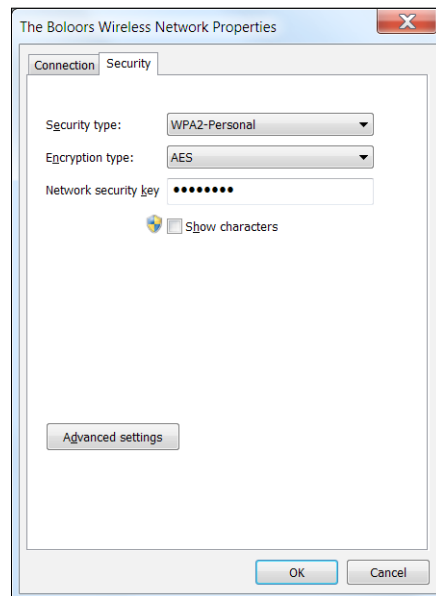 The Boloors Wireless Network Properties
Connection Security
Security type: WPA2-Personal
Encryption type: AES
Network security key ••••••••
Show characters
Advanced settings
OK Cancel